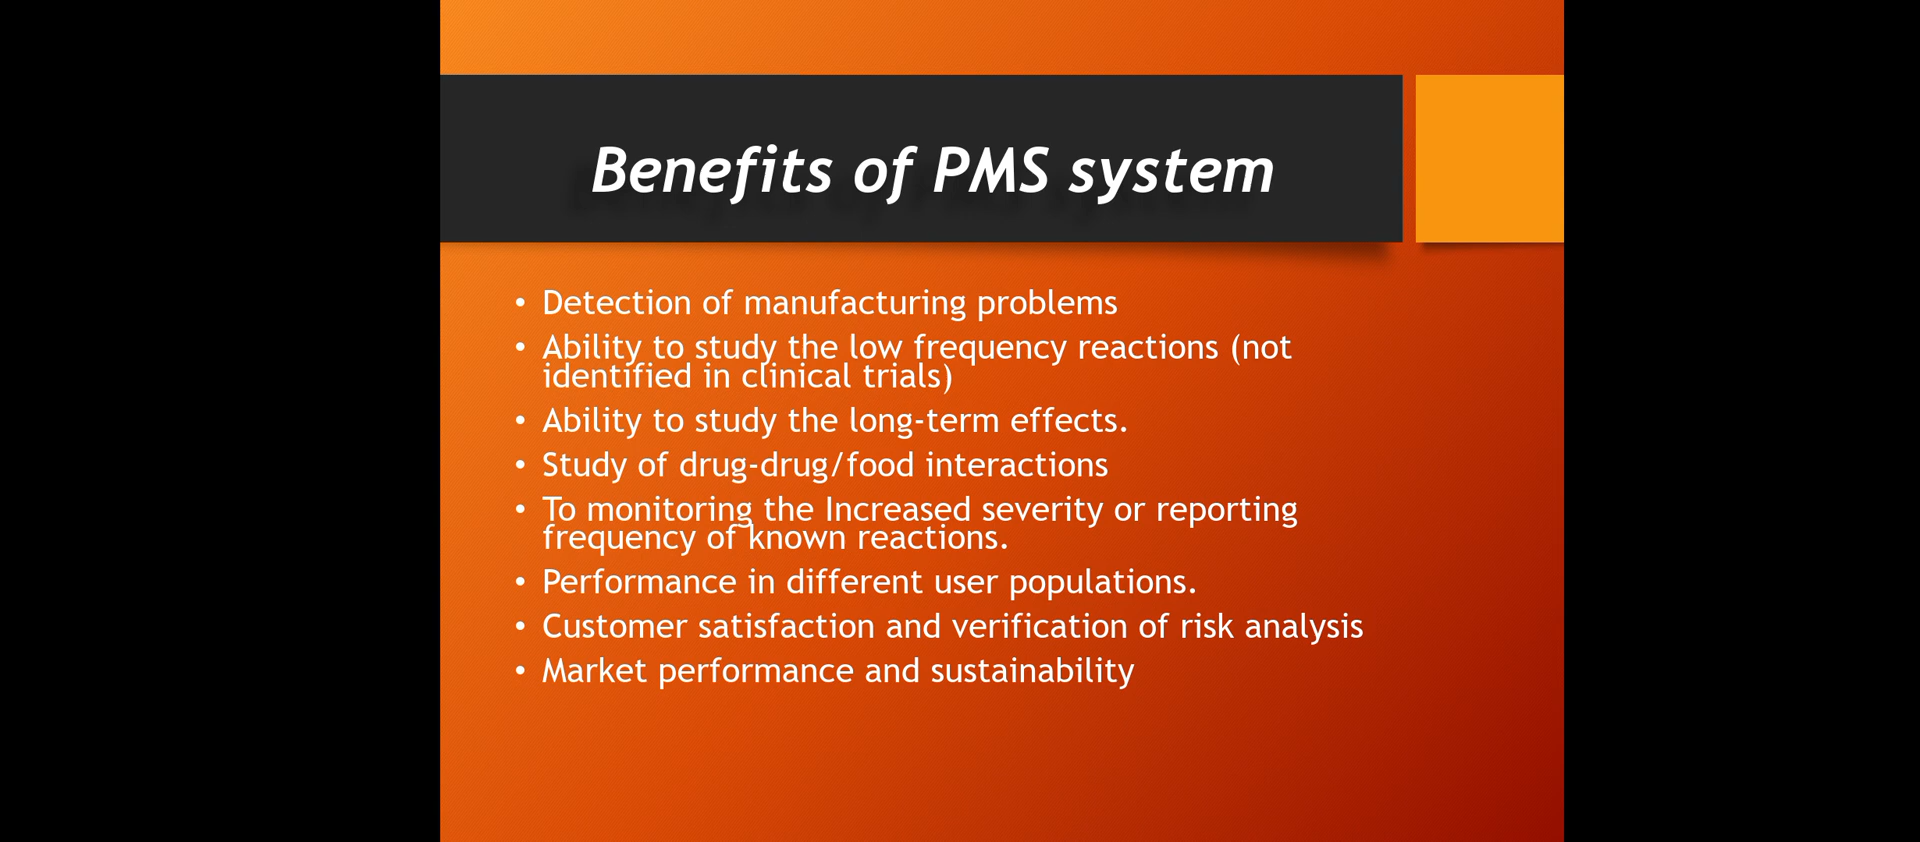 Benefits of PMS system
• Detection of manufacturing problems
• Ability to study the low frequency reactions (not
identified in clinical trials)
• Ability to study the long-term effects.
• Study of drug-drug/food interactions
• To monitoring the Increased severity or reporting
frequency of known reactions.
• Performance in different user populations.
• Customer satisfaction and verification of risk analysis
• Market performance and sustainability